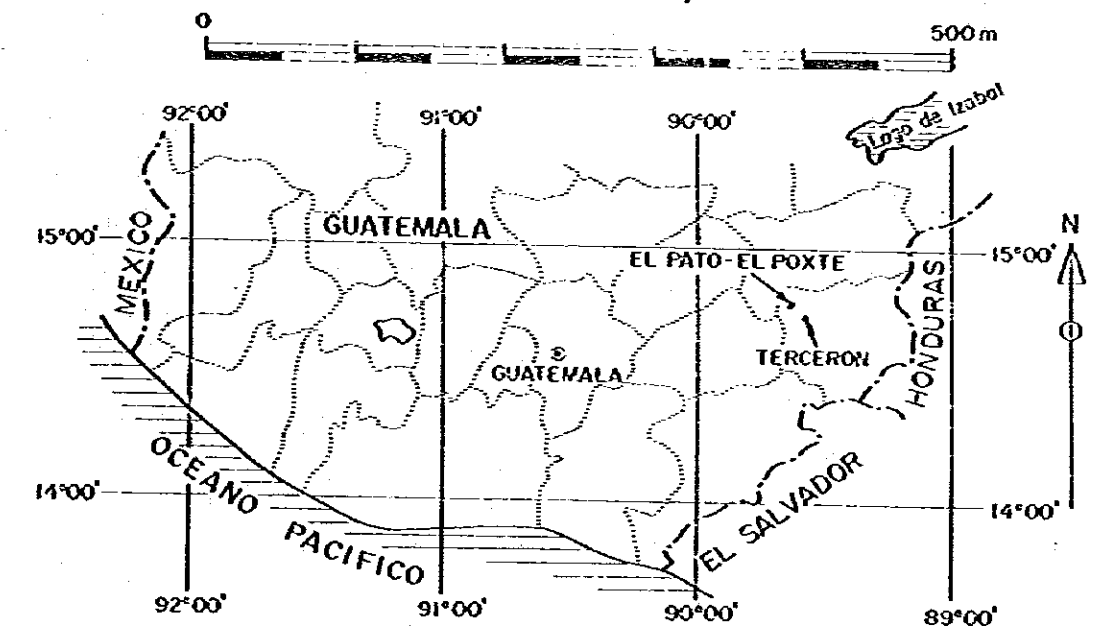 0
500 m
92°00'
91°00'
90°00'
Lago de Izabal
GUATEMALA
N
15°00'
MEXICO
EL PATO-EL POXTE
15°00'
HONDURAS
TERCERON
GUATEMALA
OCEANO PACIFICO
14°00'
14°00'
EL SALVADOR
92°00'
91°00'
90°00'
89°00'